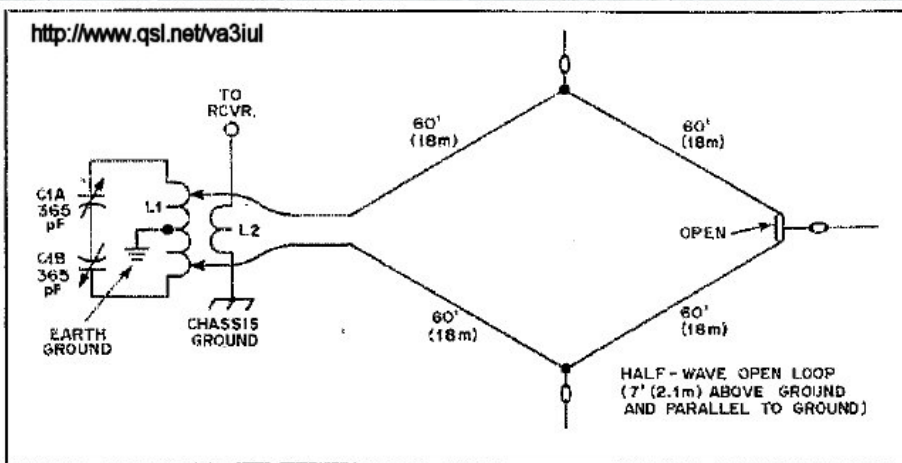 http://www.qsl.net/va3iul
TO
RCVR.
60'
(18m)
60'
(18m)
C1A
365
pF
L1
L2
OPEN
C1B
365
pF
EARTH
GROUND
CHASSIS
GROUND
60'
(18m)
60'
(18m)
HALF-WAVE OPEN LOOP
(7' (2.1m) ABOVE GROUND
AND PARALLEL TO GROUND)